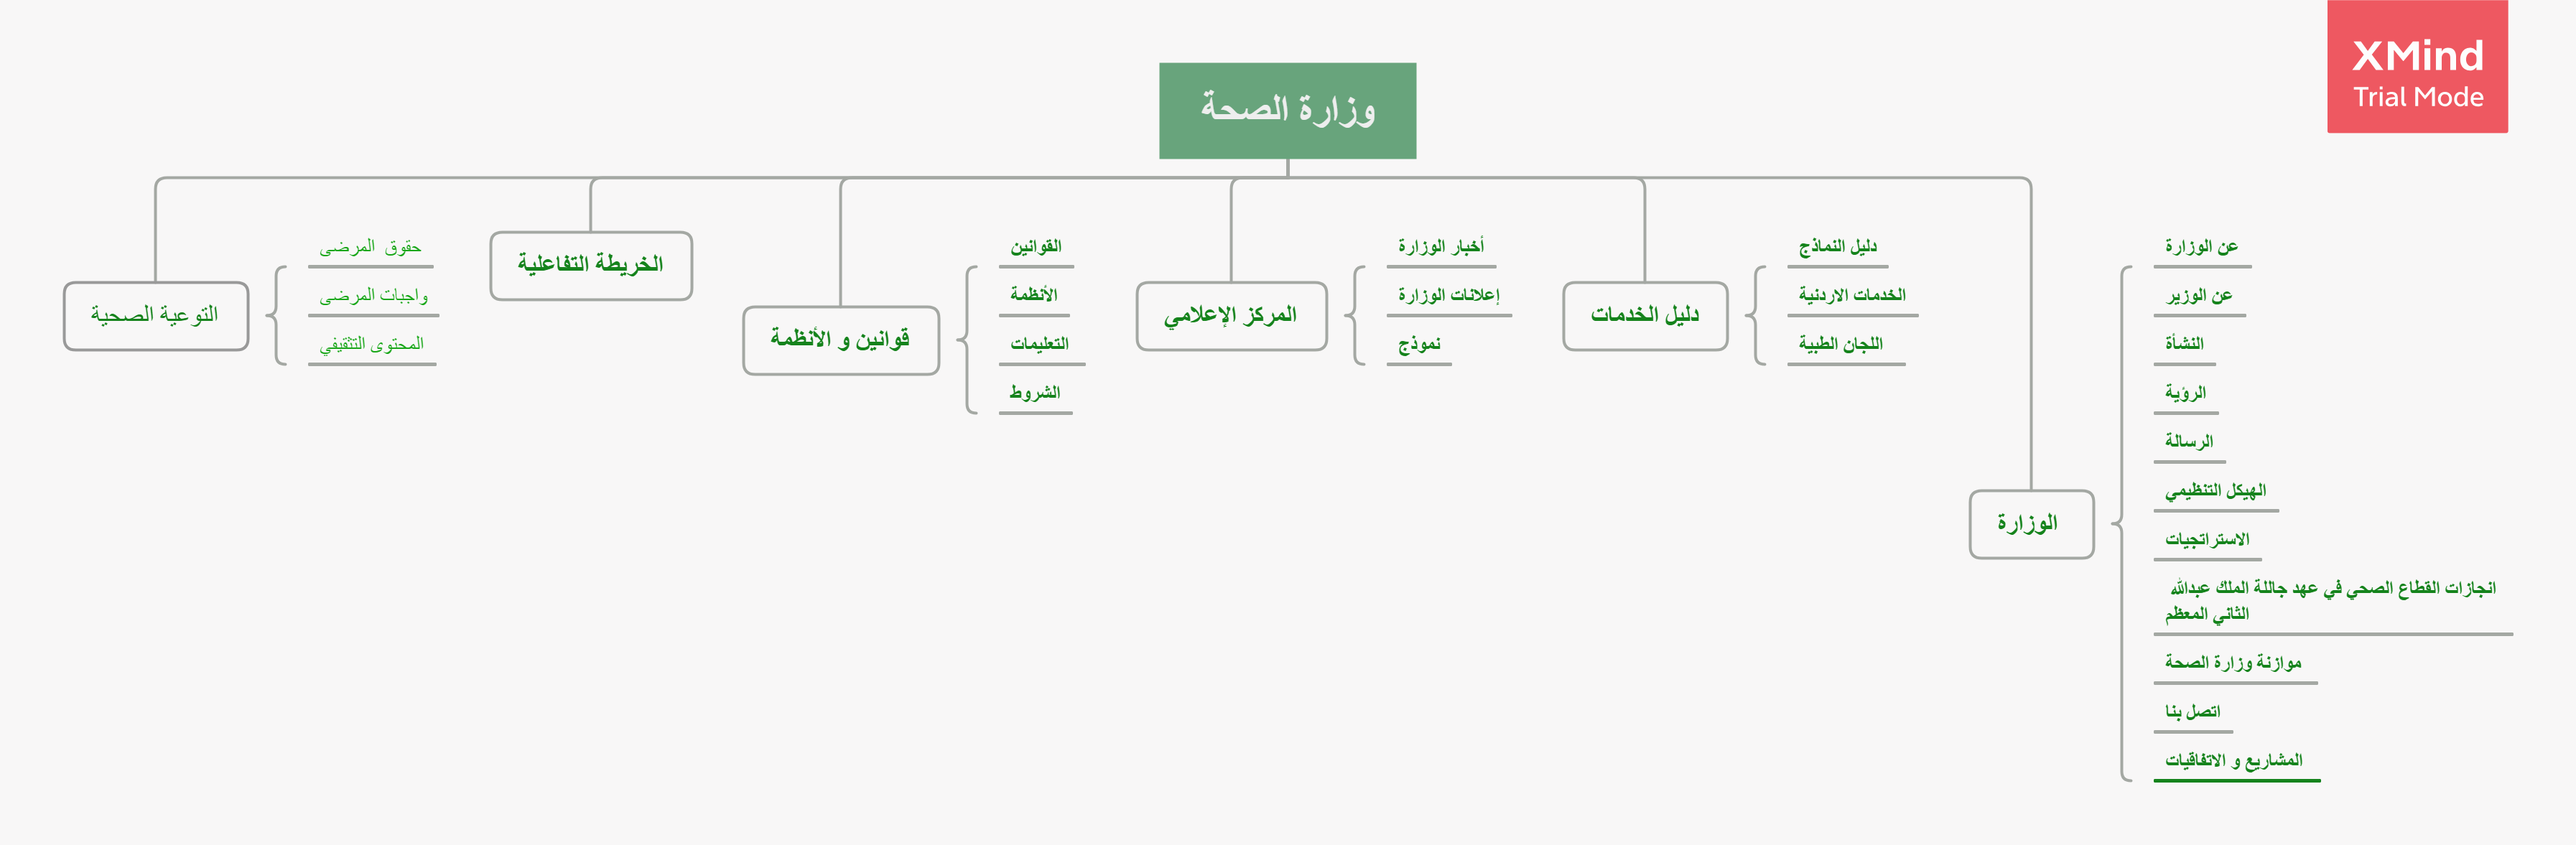 XMind
Trial Mode
وزارة الصحة
الوزارة
عن الوزارة
عن الوزير
النشأة
الرؤية
الرسالة
الهيكل التنظيمي
الاستراتجيات
انجازات القطاع الصحي في عهد جاللة الملك عبدالله
الثاني المعظم
موازنة وزارة الصحة
اتصل بنا
المشاريع و الاتفاقيات
دليل الخدمات
دليل النماذج
الخدمات الاردنية
اللجان الطبية
المركز الإعلامي
أخبار الوزارة
إعلانات الوزارة
نموذج
قوانين و الأنظمة
القوانين
الأنظمة
التعليمات
الشروط
الخريطة التفاعلية
التوعية الصحية
حقوق المرضى
واجبات المرضى
المحتوى التثقيفي